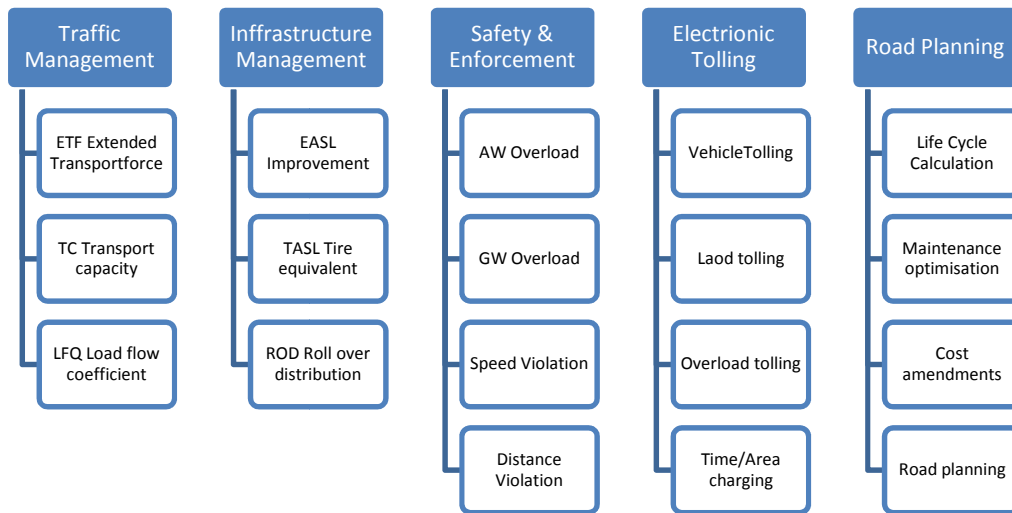 Traffic
Management
ETF Extended
Transportforce
TC Transport
capacity
LFQ Load flow
coefficient
Inffrastructure
Management
EASL
Improvement
TASL Tire
equivalent
ROD Roll over
distribution
Safety &
Enforcement
AW Overload
GW Overload
Speed Violation
Distance
Violation
Electrionic
Tolling
VehicleTolling
Laod tolling
Overload tolling
Time/Area
charging
Road Planning
Life Cycle
Calculation
Maintenance
optimisation
Cost
amendments
Road planning